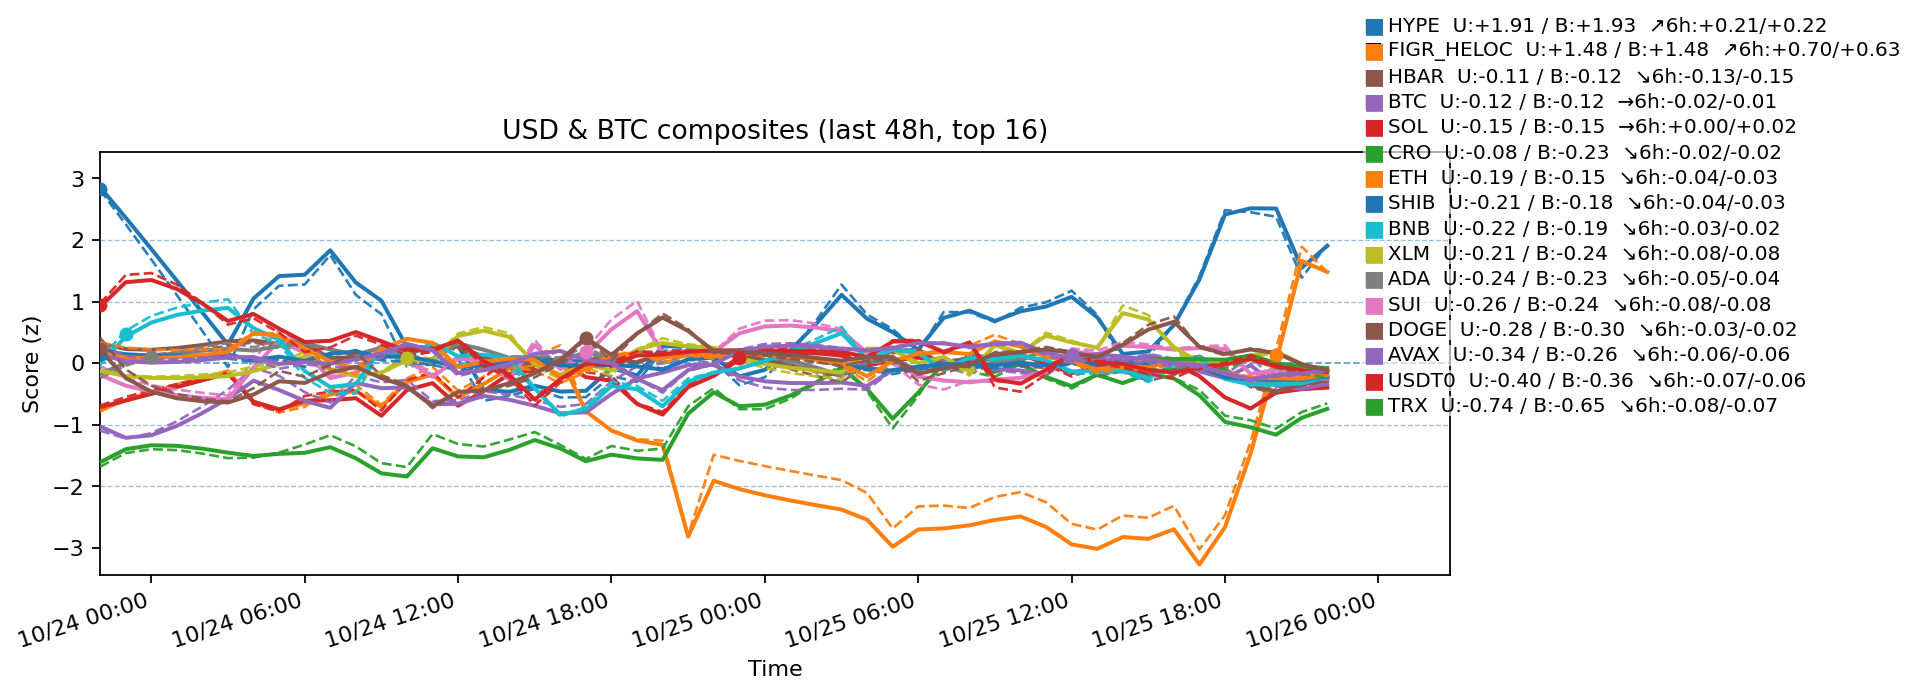 HYPE  U:+1.91 / B:+1.93  ↗6h:+0.21/+0.22
FIGR_HELOC  U:+1.48 / B:+1.48  ↗6h:+0.70/+0.63
HBAR  U:-0.11 / B:-0.12  ↘6h:-0.13/-0.15
BTC  U:-0.12 / B:-0.12  →6h:-0.02/-0.01
SOL  U:-0.15 / B:-0.15  →6h:+0.00/+0.02
CRO  U:-0.08 / B:-0.23  ↘6h:-0.02/-0.02
ETH  U:-0.19 / B:-0.15  ↘6h:-0.04/-0.03
SHIB  U:-0.21 / B:-0.18  ↘6h:-0.04/-0.03
BNB  U:-0.22 / B:-0.19  ↘6h:-0.03/-0.02
XLM  U:-0.21 / B:-0.24  ↘6h:-0.08/-0.08
ADA  U:-0.24 / B:-0.23  ↘6h:-0.05/-0.04
SUI  U:-0.26 / B:-0.24  ↘6h:-0.08/-0.08
DOGE  U:-0.28 / B:-0.30  ↘6h:-0.03/-0.02
AVAX  U:-0.34 / B:-0.26  ↘6h:-0.06/-0.06
USDT0  U:-0.40 / B:-0.36  ↘6h:-0.07/-0.06
TRX  U:-0.74 / B:-0.65  ↘6h:-0.08/-0.07
USD & BTC composites (last 48h, top 16)
Score (z)
3
2
1
0
−1
−2
−3
10/24 00:00
10/24 06:00
10/24 12:00
10/24 18:00
10/25 00:00
10/25 06:00
10/25 12:00
10/25 18:00
10/26 00:00
Time